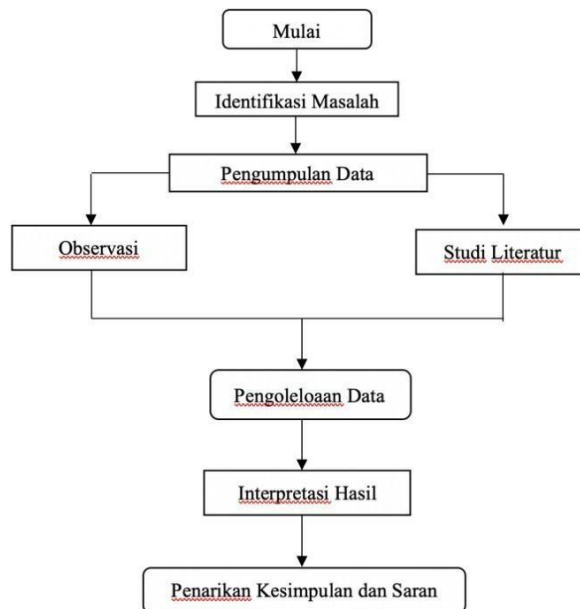 Mulai
Identifikasi Masalah
Pengumpulan Data
Observasi
Studi Literatur
Pengoleloaan Data
Interpretasi Hasil
Penarikan Kesimpulan dan Saran